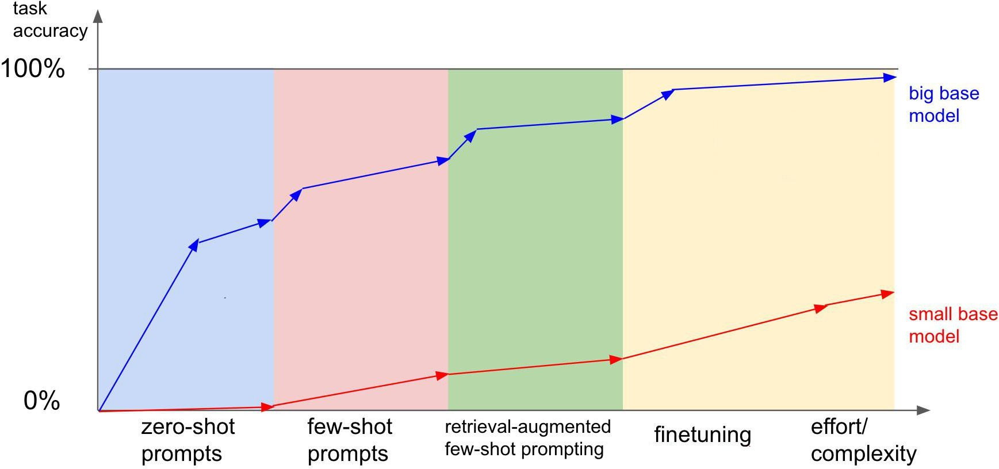 task
accuracy
100%
big base
model
small base
model
0%
zero-shot
prompts
few-shot
prompts
retrieval-augmented
few-shot prompting
finetuning
effort/
complexity